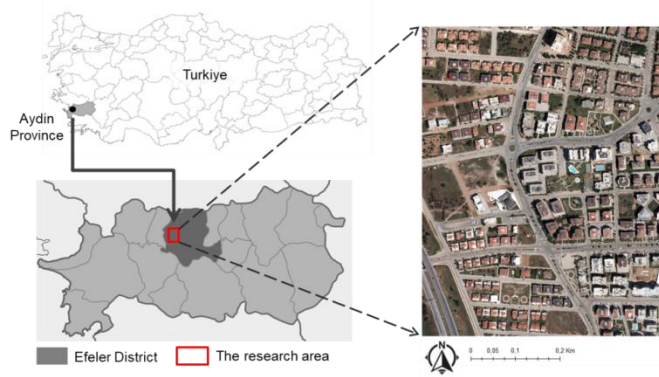 Turkiye
Aydin
Province
Efeler District
The research area
N
0 0,05 0,1 0,2 Km